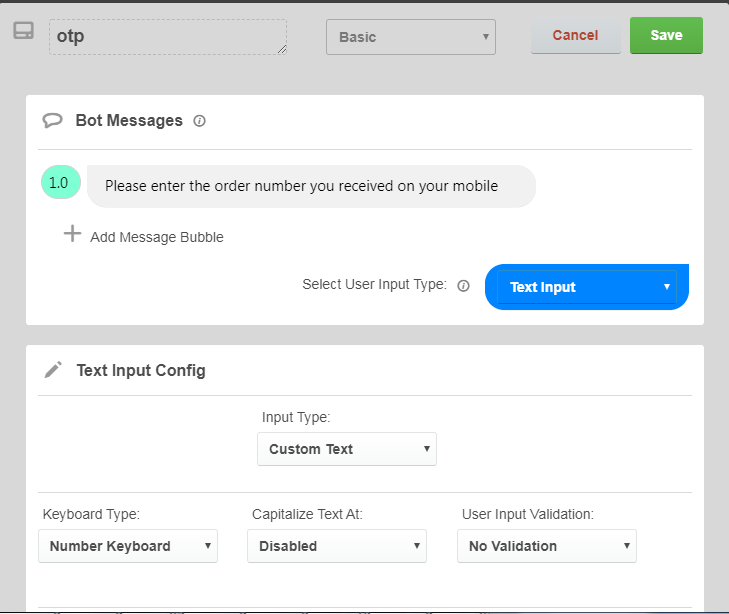 otp
Basic
Cancel
Save
Bot Messages
1.0
Please enter the order number you received on your mobile
Add Message Bubble
Select User Input Type:
Text Input
Text Input Config
Input Type:
Custom Text
Keyboard Type:
Capitalize Text At:
User Input Validation:
Number Keyboard
Disabled
No Validation